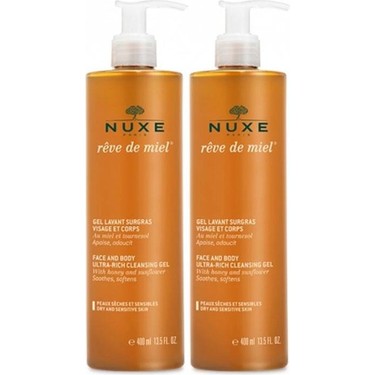 NUXE
PARIS
rêve de miel®
GEL LAVANT SURGRAS
VISAGE ET CORPS
Au miel et tournesol
Apaise, adoucit
FACE AND BODY
ULTRA-RICH CLEANSING GEL
With honey and sunflower
Soothes, softens
PEAUX SÈCHES ET SENSIBLES
DRY AND SENSITIVE SKIN
℮ 400 ml 13.5 FL. OZ.
NUXE
PARIS
rêve de miel®
GEL LAVANT SURGRAS
VISAGE ET CORPS
Au miel et tournesol
Apaise, adoucit
FACE AND BODY
ULTRA-RICH CLEANSING GEL
With honey and sunflower
Soothes, softens
PEAUX SÈCHES ET SENSIBLES
DRY AND SENSITIVE SKIN
℮ 400 ml 13.5 FL. OZ.